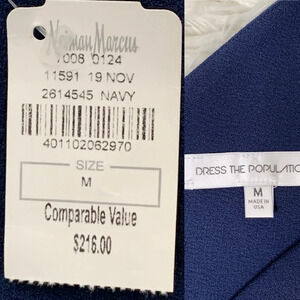 Neiman Marcus
7008 0124
11591 19 NOV
2614545 NAVY
401102062970
SIZE
M
Comparable Value
$216.00
DRESS THE POPULATION
M
MADE IN
USA